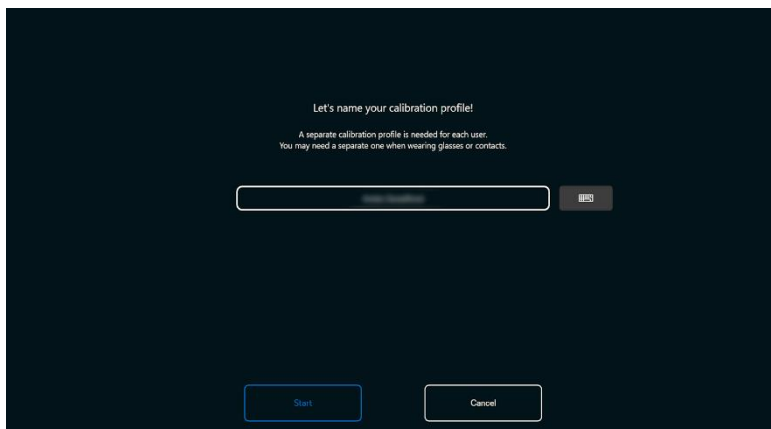 Let's name your calibration profile!
A separate calibration profile is needed for each user.
You may need a separate one when wearing glasses or contacts.
Start
Cancel